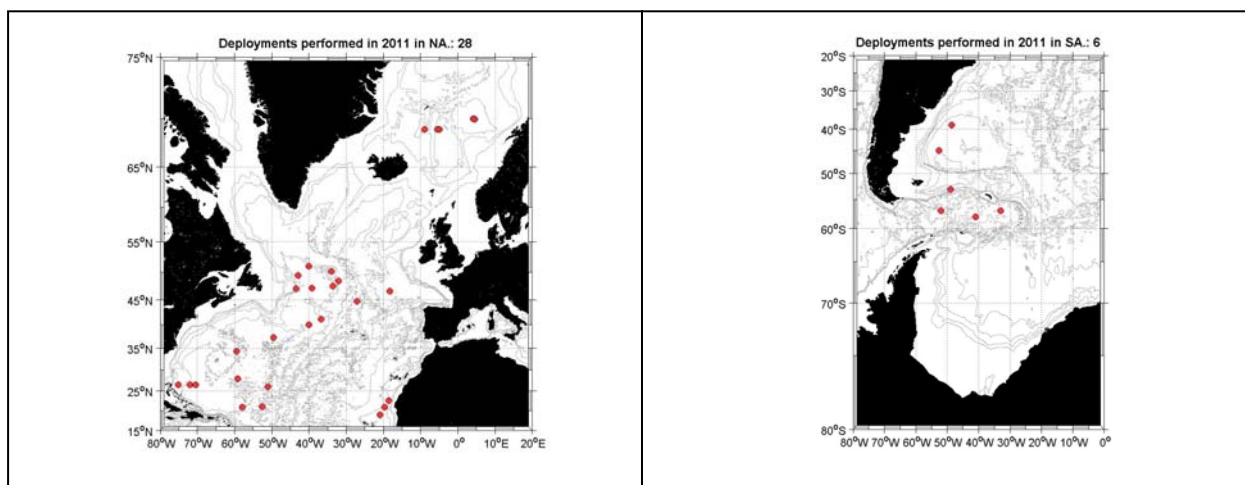 Deployments performed in 2011 in NA.: 28
75°N
65°N
55°N
45°N
35°N
25°N
15°N
80°W 70°W 60°W 50°W 40°W 30°W 20°W 10°W 0° 10°E 20°E
Deployments performed in 2011 in SA.: 6
20°S
30°S
40°S
50°S
60°S
70°S
80°S
80°W 70°W 60°W 50°W 40°W 30°W 20°W 10°W 0°